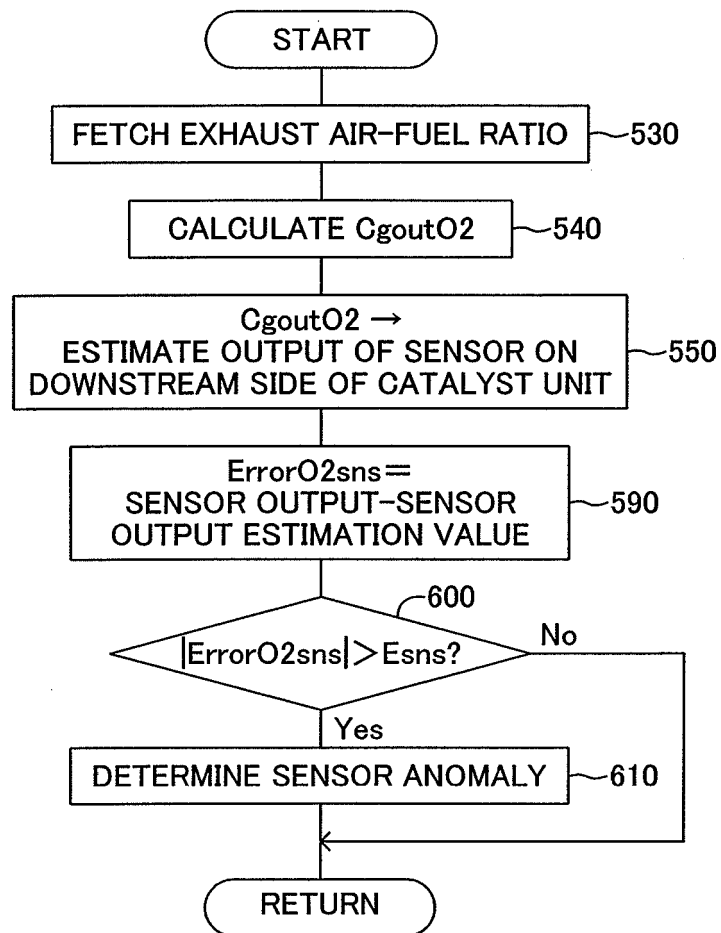 START
FETCH EXHAUST AIR-FUEL RATIO
530
CALCULATE CgoutO2
540
CgoutO2 →
ESTIMATE OUTPUT OF SENSOR ON
DOWNSTREAM SIDE OF CATALYST UNIT
550
ErrorO2sns=
SENSOR OUTPUT-SENSOR
OUTPUT ESTIMATION VALUE
590
600
|ErrorO2sns|>Esns?
No
Yes
DETERMINE SENSOR ANOMALY
610
RETURN